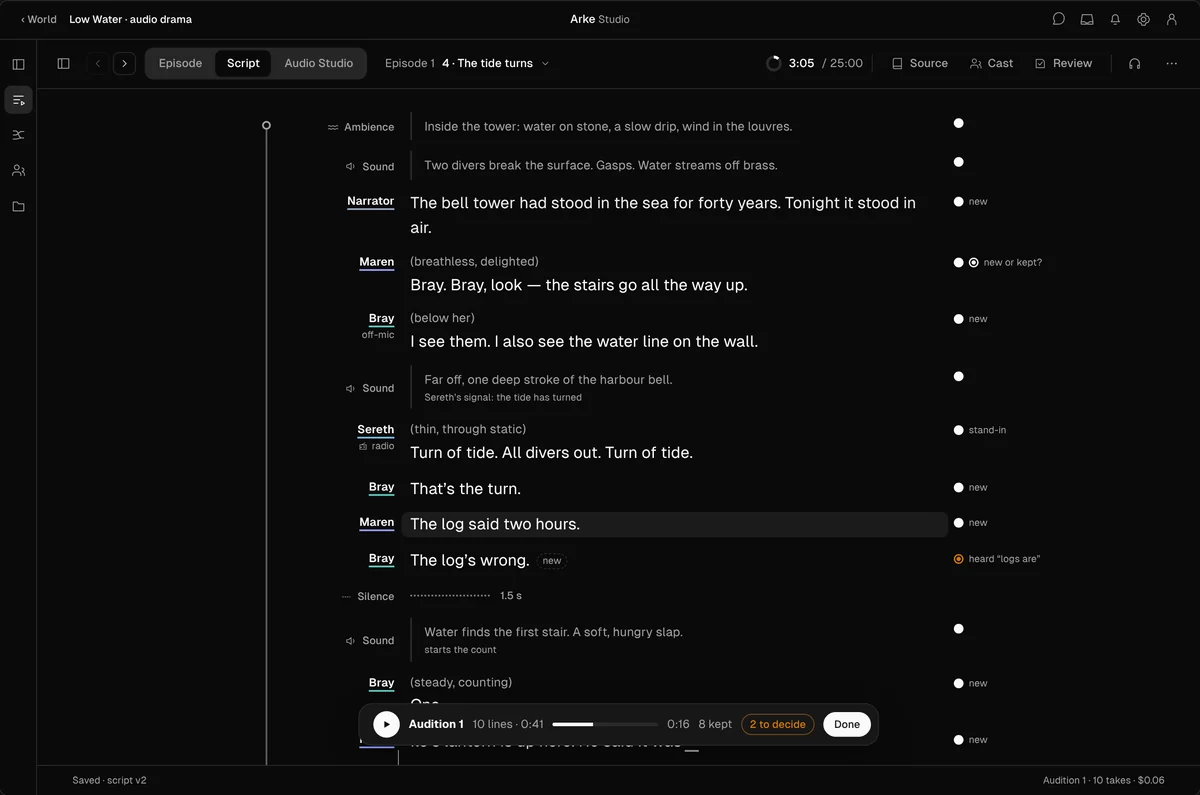 ‹ World Low Water · audio drama
Arke Studio
Episode Script Audio Studio Episode 1 4 · The tide turns
3:05 / 25:00 Source Cast Review
Ambience Inside the tower: water on stone, a slow drip, wind in the louvres.
Sound Two divers break the surface. Gasps. Water streams off brass.
Narrator The bell tower had stood in the sea for forty years. Tonight it stood in new
air.
Maren (breathless, delighted) new or kept?
Bray. Bray, look — the stairs go all the way up.
Bray (below her) new
off-mic I see them. I also see the water line on the wall.
Sound Far off, one deep stroke of the harbour bell.
Sereth’s signal: the tide has turned
Sereth (thin, through static) stand-in
radio Turn of tide. All divers out. Turn of tide.
Bray That’s the turn. new
Maren The log said two hours. new
Bray The log’s wrong. new heard “logs are”
Silence 1.5 s
Sound Water finds the first stair. A soft, hungry slap.
starts the count
Bray (steady, counting) new
Audition 1 10 lines · 0:41 0:16 8 kept 2 to decide Done
new
Saved · script v2 Audition 1 · 10 takes · $0.06